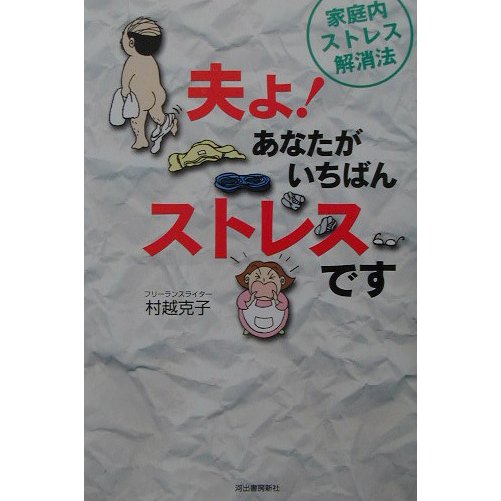 家庭内
ストレス
解消法
夫よ!
あなたが
いちばん
ストレス
です
フリーランスライター
村越克子
河出書房新社